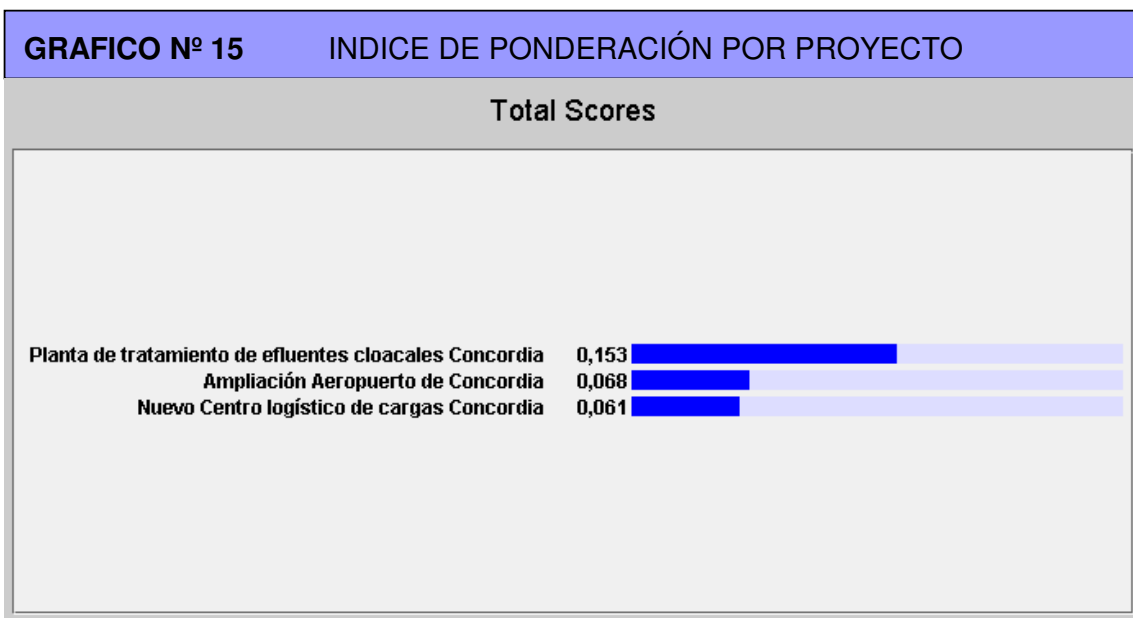 GRAFICO Nº 15 INDICE DE PONDERACIÓN POR PROYECTO
Total Scores
Planta de tratamiento de efluentes cloacales Concordia 0,153
Ampliación Aeropuerto de Concordia 0,068
Nuevo Centro logístico de cargas Concordia 0,061